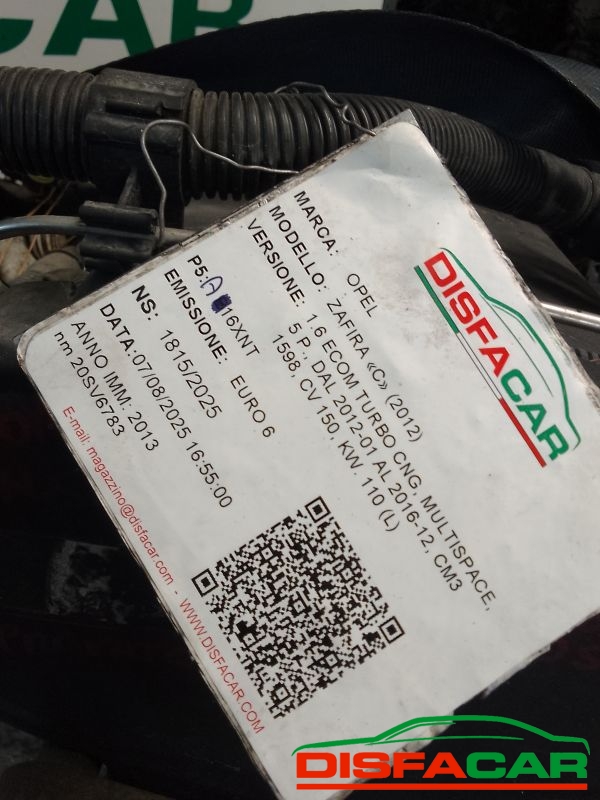 CAR
MARCA: OPEL
MODELLO: ZAFIRA «C» (2012)
VERSIONE: 1.6 ECOM TURBO CNG, MULTISPACE,
5 P., DAL 2012-01 AL 2016-12, CM3
1598, CV 150, KW. 110 (L)
P5: A 16XNT
EMISSIONE: EURO 6
NS: 1815/2025
DATA: 07/08/2025 16:55:00
ANNO IMM: 2013
nm 20SV6783
E-mail: magazzino@disfacar.com - WWW.DISFACAR.COM
DISFACAR
DISFACAR